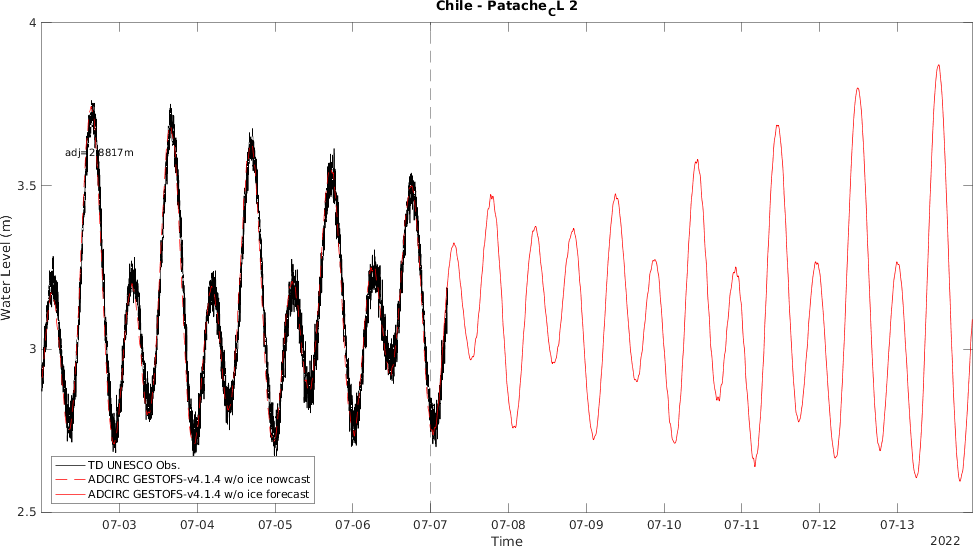 Chile - Patache_CL 2
4
3.5
3
2.5
Water Level (m)
adj=2.8817m
TD UNESCO Obs.
ADCIRC GESTOFS-v4.1.4 w/o ice nowcast
ADCIRC GESTOFS-v4.1.4 w/o ice forecast
07-03 07-04 07-05 07-06 07-07 07-08 07-09 07-10 07-11 07-12 07-13
Time
2022